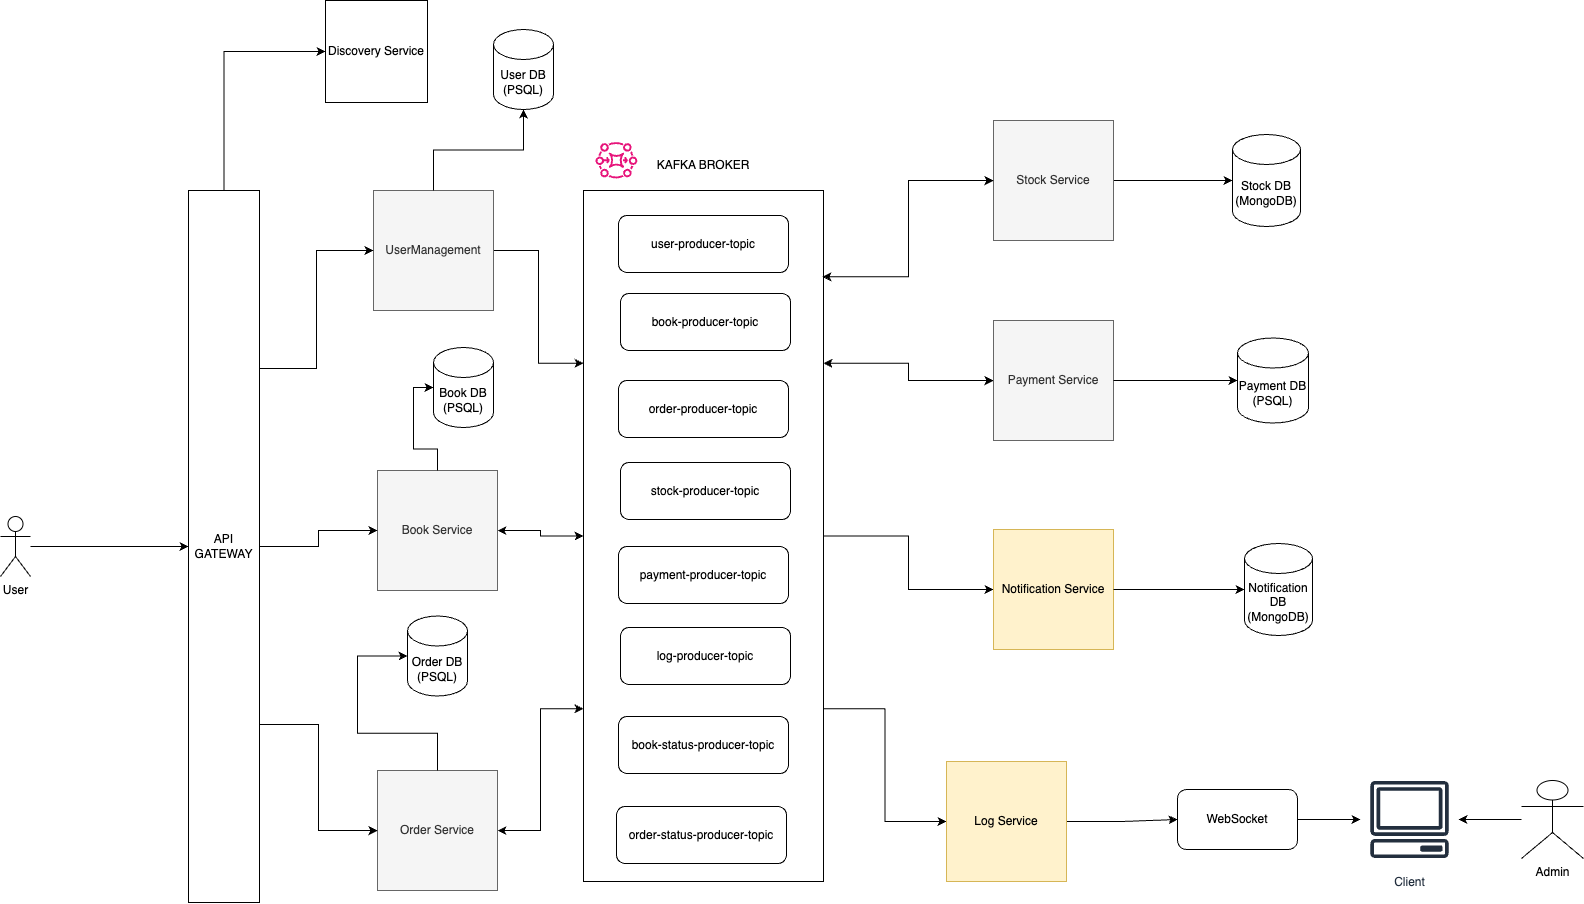 Discovery Service
User DB
(PSQL)
KAFKA BROKER
UserManagement
user-producer-topic
book-producer-topic
order-producer-topic
stock-producer-topic
payment-producer-topic
log-producer-topic
book-status-producer-topic
order-status-producer-topic
Stock Service
Stock DB
(MongoDB)
Payment Service
Payment DB
(PSQL)
Book DB
(PSQL)
Book Service
API
GATEWAY
User
Notification Service
Notification
DB
(MongoDB)
Order DB
(PSQL)
Order Service
Log Service
WebSocket
Client
Admin